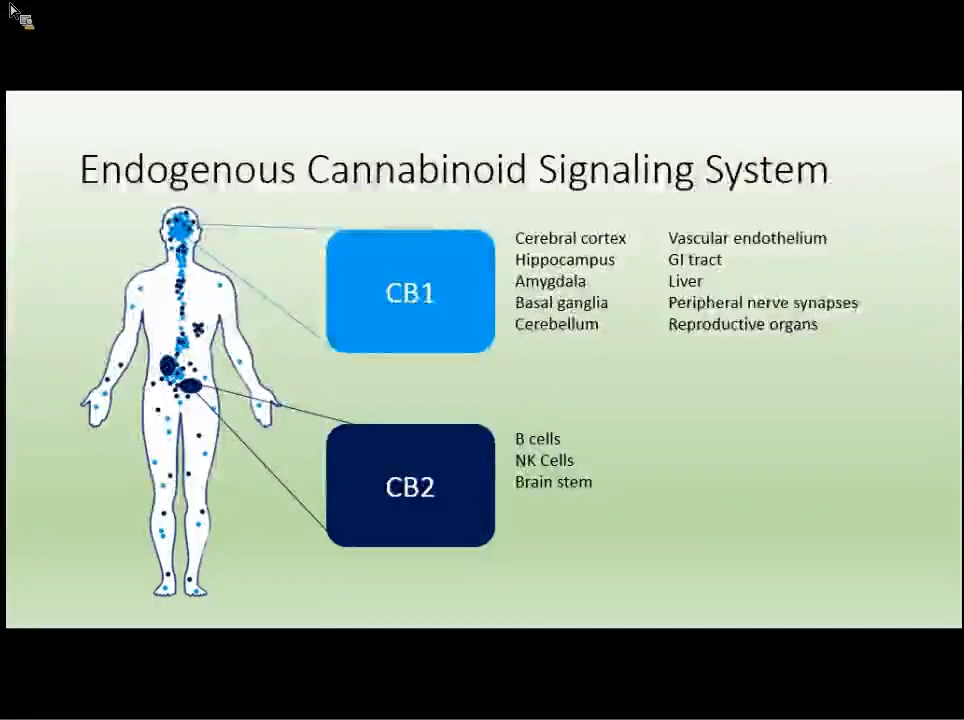 Endogenous Cannabinoid Signaling System
CB1
Cerebral cortex
Hippocampus
Amygdala
Basal ganglia
Cerebellum
Vascular endothelium
GI tract
Liver
Peripheral nerve synapses
Reproductive organs
CB2
B cells
NK Cells
Brain stem